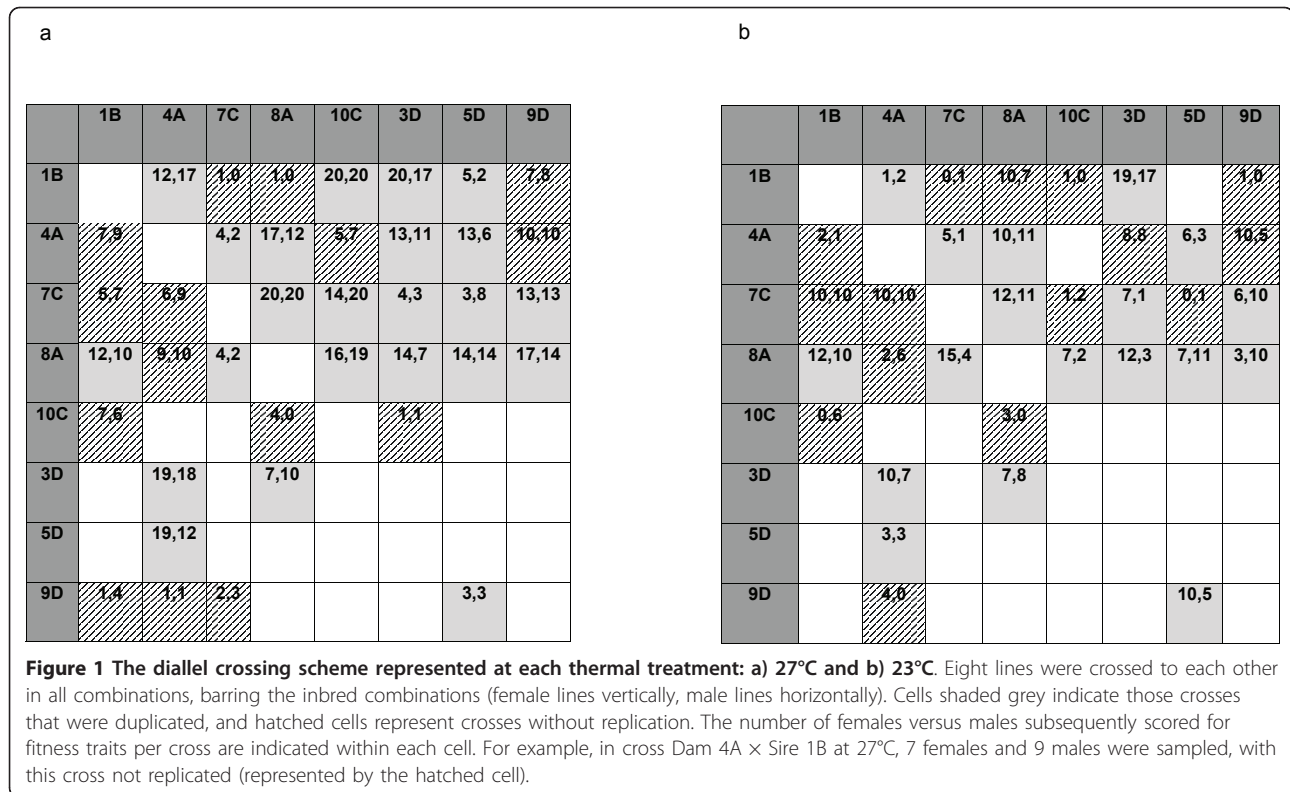 a
1B 4A 7C 8A 10C 3D 5D 9D
1B 12,17 1,0 1,0 20,20 20,17 5,2 7,8
4A 7,9 4,2 17,12 5,7 13,11 13,6 10,10
7C 5,7 6,9 20,20 14,20 4,3 3,8 13,13
8A 12,10 9,10 4,2 16,19 14,7 14,14 17,14
10C 7,6 4,0 1,1
3D 19,18 7,10
5D 19,12
9D 1,4 1,1 2,3 3,3
b
1B 4A 7C 8A 10C 3D 5D 9D
1B 1,2 0,1 10,7 1,0 19,17 1,0
4A 2,1 5,1 10,11 8,8 6,3 10,5
7C 10,10 10,10 12,11 1,2 7,1 0,1 6,10
8A 12,10 2,6 15,4 7,2 12,3 7,11 3,10
10C 0,6 3,0
3D 10,7 7,8
5D 3,3
9D 4,0 10,5
Figure 1 The diallel crossing scheme represented at each thermal treatment: a) 27°C and b) 23°C. Eight lines were crossed to each other
in all combinations, barring the inbred combinations (female lines vertically, male lines horizontally). Cells shaded grey indicate those crosses
that were duplicated, and hatched cells represent crosses without replication. The number of females versus males subsequently scored for
fitness traits per cross are indicated within each cell. For example, in cross Dam 4A × Sire 1B at 27°C, 7 females and 9 males were sampled, with
this cross not replicated (represented by the hatched cell).